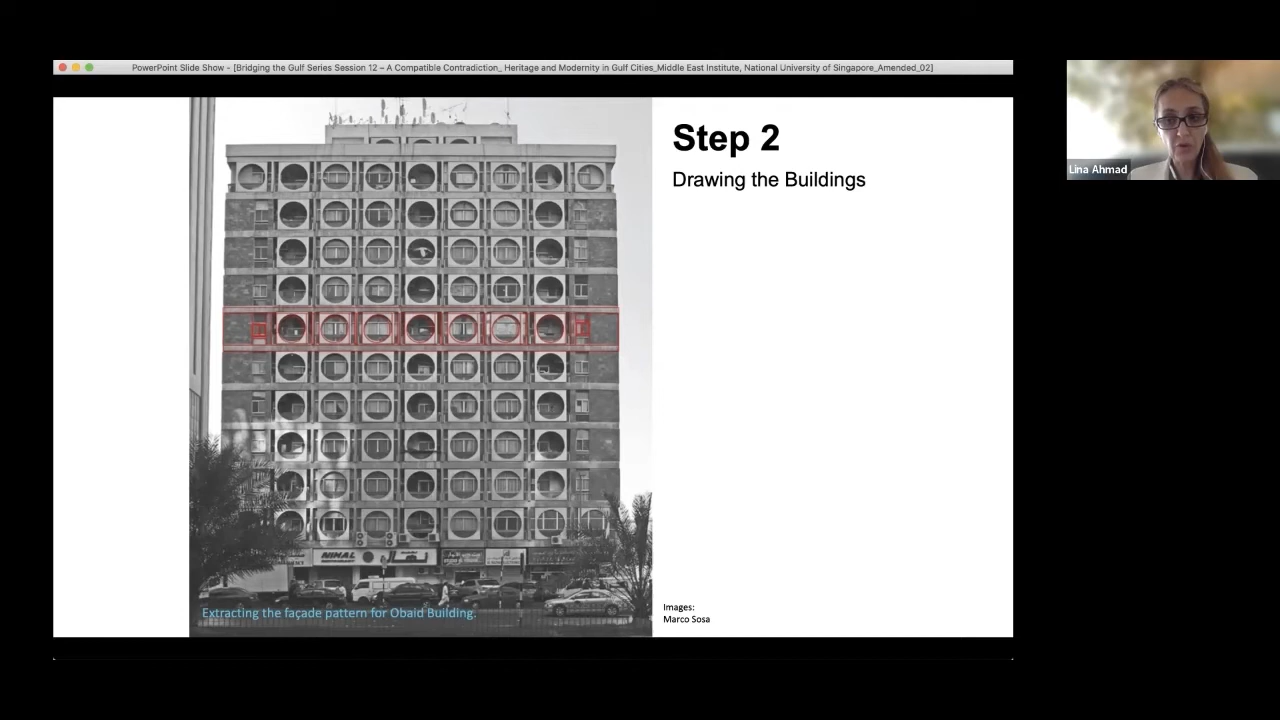 PowerPoint Slide Show - [Bridging the Gulf Series Session 12 – A Compatible Contradiction_ Heritage and Modernity in Gulf Cities_Middle East Institute, National University of Singapore_Amended_02]
Step 2
Drawing the Buildings
Lina Ahmad
NIHAL
نهال
Extracting the façade pattern for Obaid Building.
Images:
Marco Sosa